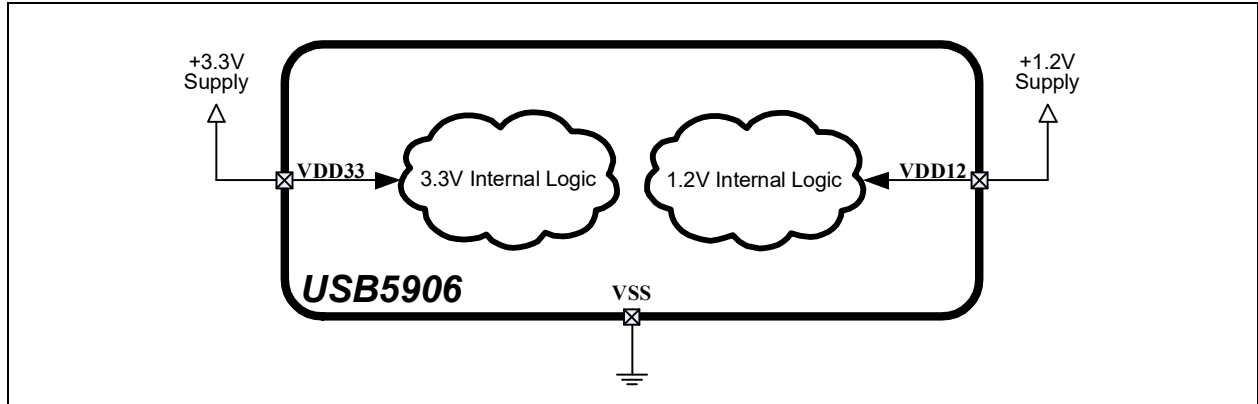 +3.3V
Supply
+1.2V
Supply
VDD33
3.3V Internal Logic
1.2V Internal Logic
VDD12
USB5906
VSS